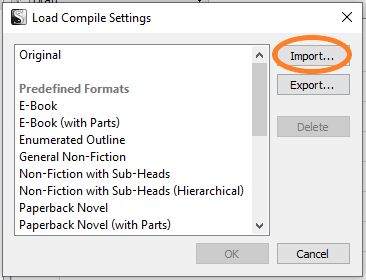 Load Compile Settings
Original
Import...
Predefined Formats
Export...
E-Book
E-Book (with Parts)
Enumerated Outline
Delete
General Non-Fiction
Non-Fiction with Sub-Heads
Non-Fiction with Sub-Heads (Hierarchical)
Paperback Novel
Paperback Novel (with Parts)
OK
Cancel